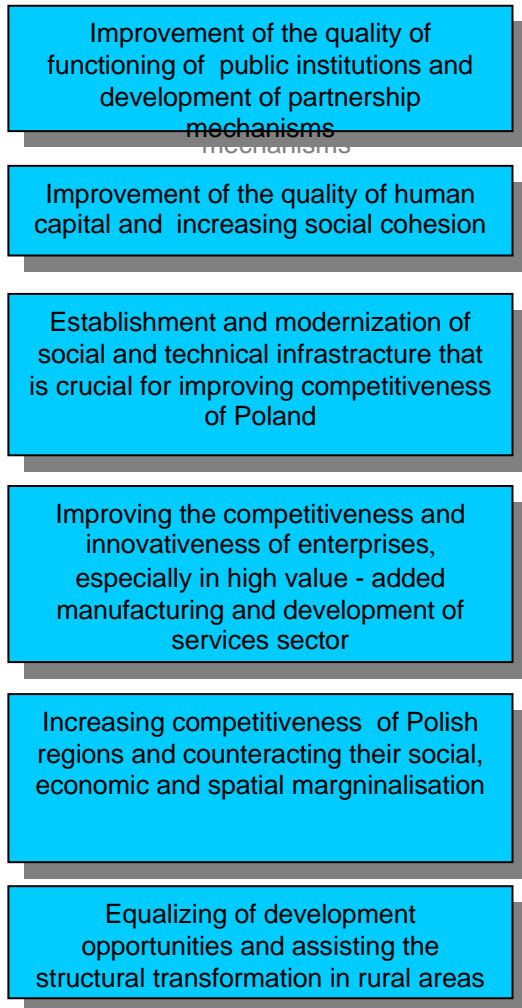 Improvement of the quality of
functioning of public institutions and
development of partnership
mechanisms
Improvement of the quality of human
capital and increasing social cohesion
Establishment and modernization of
social and technical infrastracture that
is crucial for improving competitiveness
of Poland
Improving the competitiveness and
innovativeness of enterprises,
especially in high value - added
manufacturing and development of
services sector
Increasing competitiveness of Polish
regions and counteracting their social,
economic and spatial margninalisation
Equalizing of development
opportunities and assisting the
structural transformation in rural areas